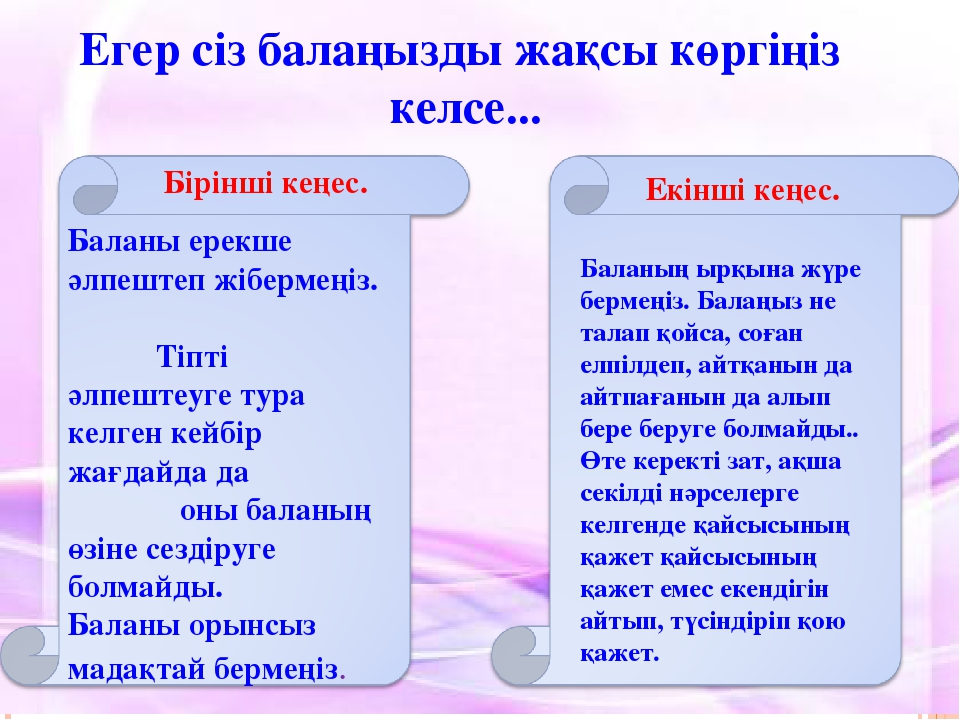 Егер сіз балаңызды жақсы көргіңіз
келсе...
Бірінші кеңес.
Баланы ерекше
әлпештеп жібермеңіз.
Тіпті
әлпештеуге тура
келген кейбір
жағдайда да
оны баланың
өзіне сездіруге
болмайды.
Баланы орынсыз
мадақтай бермеңіз.
Екінші кеңес.
Баланың ырқына жүре
бермеңіз. Балаңыз не
талап қойса, соған
елпілдеп, айтқанын да
айтпағанын да алып
бере беруге болмайды..
Өте керекті зат, ақша
секілді нәрселерге
келгенде қайсысының
қажет қайсысының
қажет емес екендігін
айтып, түсіндіріп қою
қажет.